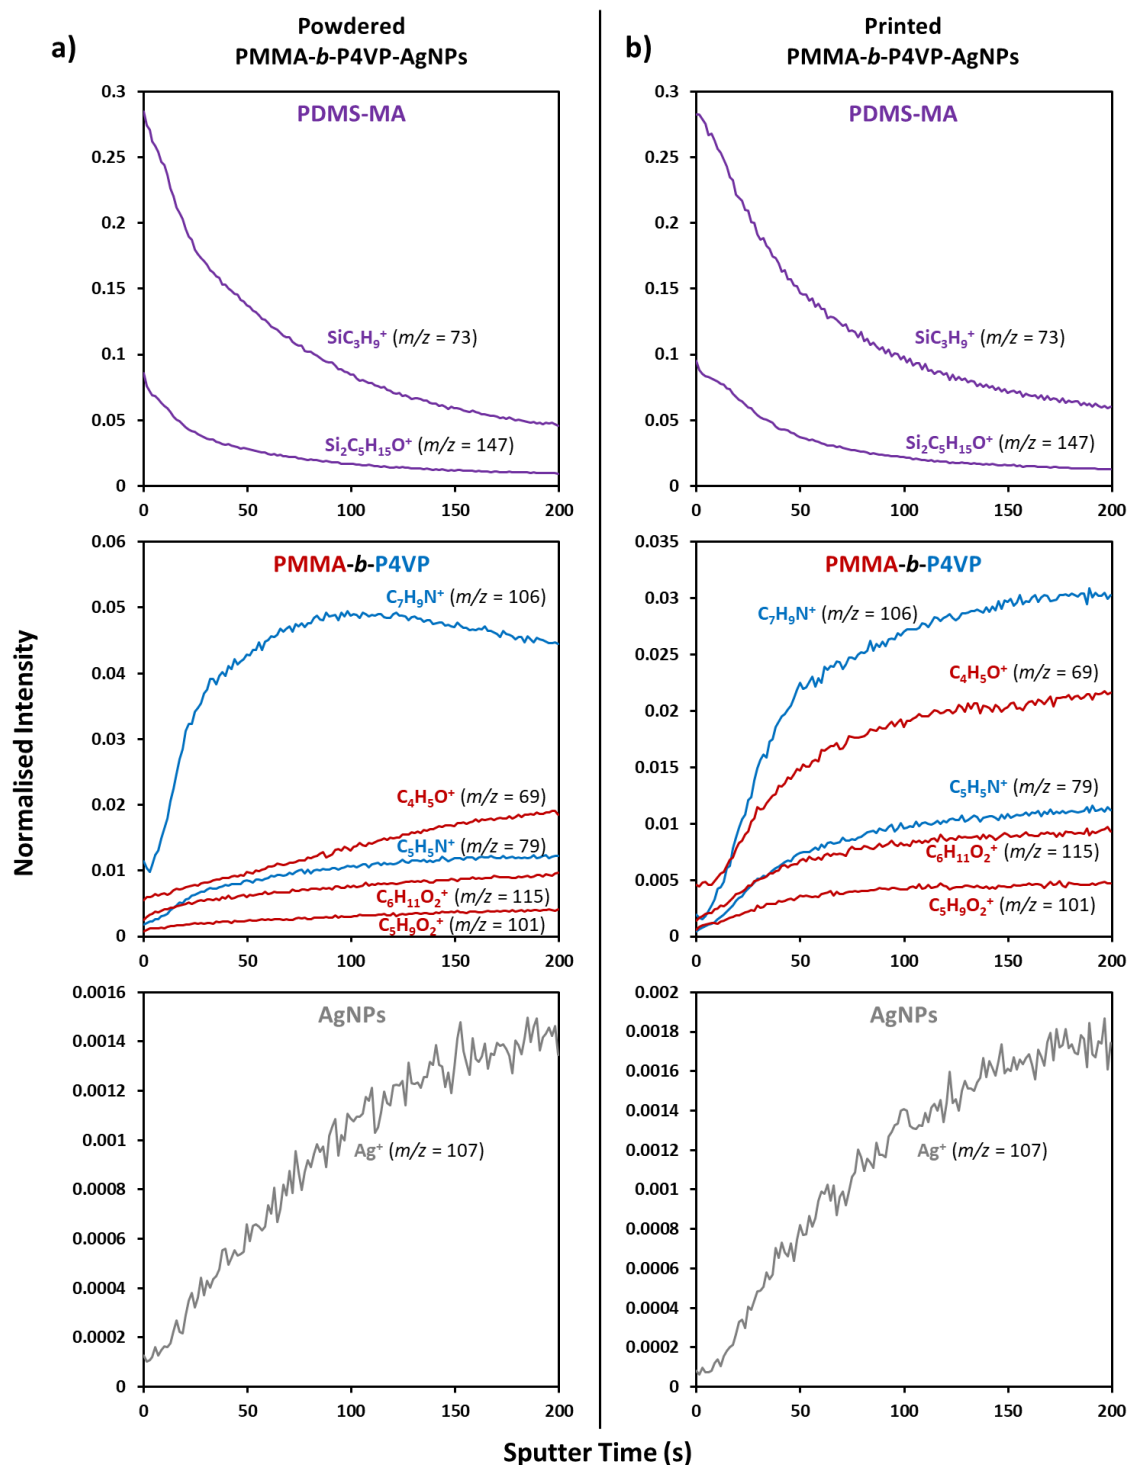 a)
Powdered
PMMA-b-P4VP-AgNPs
b)
Printed
PMMA-b-P4VP-AgNPs
Normalised Intensity
0.3
0.25
0.2
0.15
0.1
0.05
0
PDMS-MA
SiC₃H₉⁺ (m/z = 73)
Si₂C₅H₁₅O⁺ (m/z = 147)
0
50
100
150
200
0.3
0.25
0.2
0.15
0.1
0.05
0
PDMS-MA
SiC₃H₉⁺ (m/z = 73)
Si₂C₅H₁₅O⁺ (m/z = 147)
0
50
100
150
200
0.06
0.05
0.04
0.03
0.02
0.01
0
PMMA-b-P4VP
C₇H₉N⁺ (m/z = 106)
C₄H₅O⁺ (m/z = 69)
C₅H₅N⁺ (m/z = 79)
C₆H₁₁O₂⁺ (m/z = 115)
C₅H₉O₂⁺ (m/z = 101)
0
50
100
150
200
0.035
0.03
0.025
0.02
0.015
0.01
0.005
0
PMMA-b-P4VP
C₇H₉N⁺ (m/z = 106)
C₄H₅O⁺ (m/z = 69)
C₅H₅N⁺ (m/z = 79)
C₆H₁₁O₂⁺ (m/z = 115)
C₅H₉O₂⁺ (m/z = 101)
0
50
100
150
200
0.0016
0.0014
0.0012
0.001
0.0008
0.0006
0.0004
0.0002
0
AgNPs
Ag⁺ (m/z = 107)
0
50
100
150
200
0.002
0.0018
0.0016
0.0014
0.0012
0.001
0.0008
0.0006
0.0004
0.0002
0
AgNPs
Ag⁺ (m/z = 107)
0
50
100
150
200
Sputter Time (s)